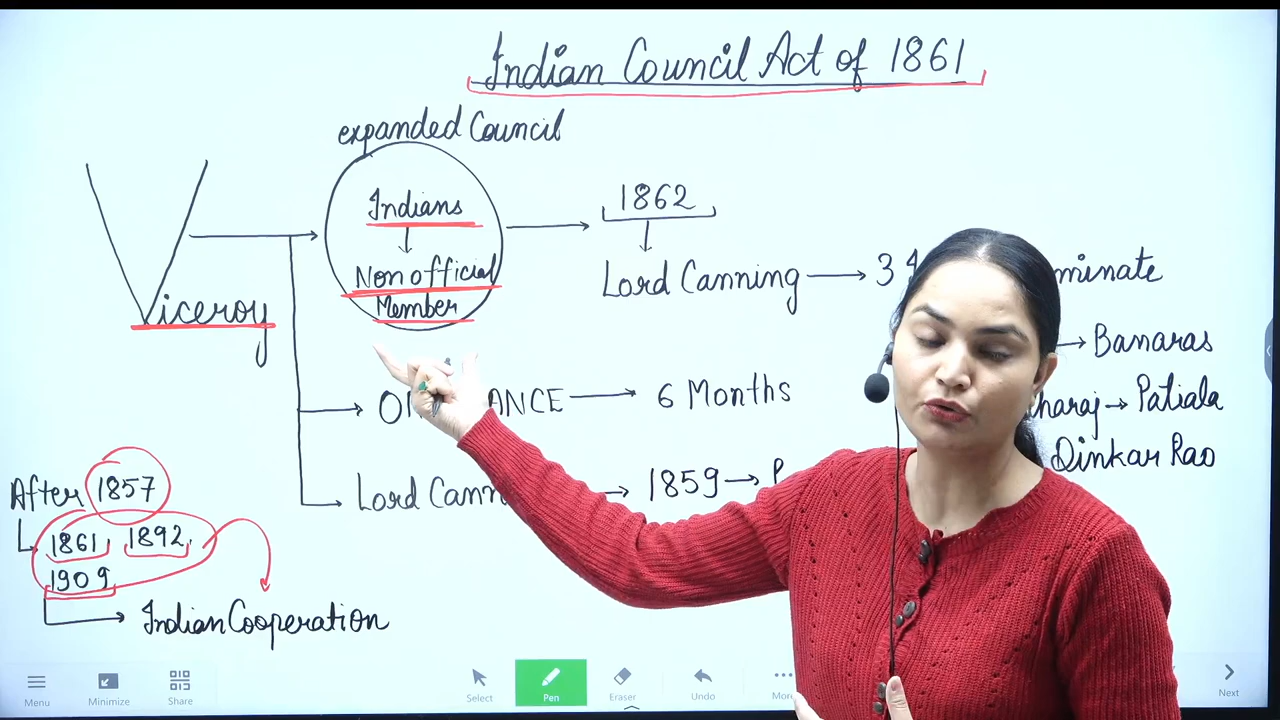 Indian Council Act of 1861
expanded Council
Indians
Non official
Member
1862
Lord Canning → 3
Viceroy
→ Banaras
6 Months
→ Patiala
Dinkar Rao
Lord
1859 →
After 1857
1861, 1892,
1909
Indian Cooperation
Menu
Minimize
Share
Select
Pen
Eraser
Undo
Next